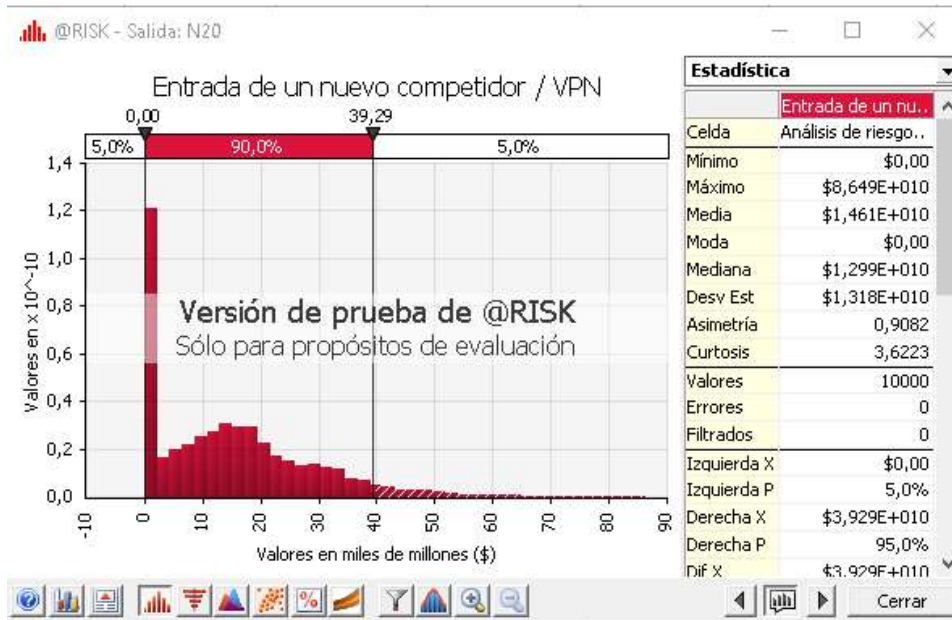 @RISK - Salida: N20
Entrada de un nuevo competidor / VPN
0,00 39,29
5,0% 90,0% 5,0%
1,4
1,2
1,0
0,8
0,6
0,4
0,2
0,0
Valores en x 10^-10
-10 0 10 20 30 40 50 60 70 80 90
Valores en miles de millones ($)
Versión de prueba de @RISK
Sólo para propósitos de evaluación
Estadística
Entrada de un nu..
Celda Análisis de riesgo..
Mínimo $0,00
Máximo $8,649E+010
Media $1,461E+010
Moda $0,00
Mediana $1,299E+010
Desv Est $1,318E+010
Asimetría 0,9082
Curtosis 3,6223
Valores 10000
Errores 0
Filtrados 0
Izquierda X $0,00
Izquierda P 5,0%
Derecha X $3,929E+010
Derecha P 95,0%
Dif X $3,929E+010
Cerrar